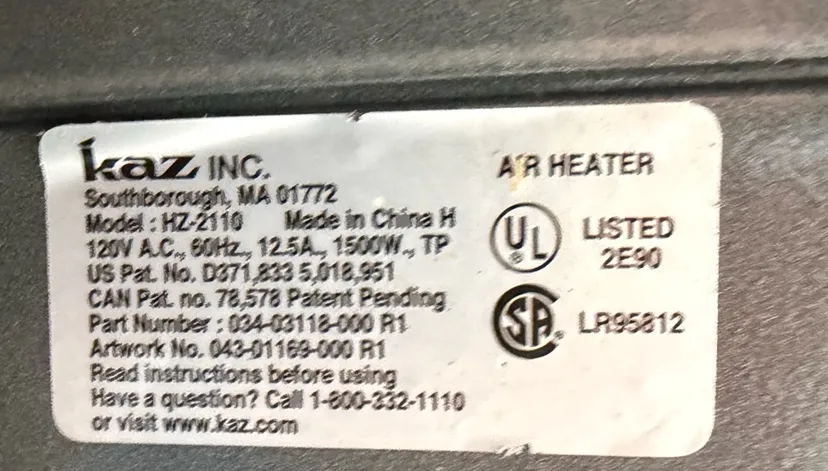 kaz INC.
Southborough, MA 01772
Model : HZ-2110 Made in China H
120V A.C., 60Hz., 12.5A., 1500W., TP
US Pat. No. D371,833 5,018,951
CAN Pat. no. 78,578 Patent Pending
Part Number : 034-03118-000 R1
Artwork No. 043-01169-000 R1
Read instructions before using
Have a question? Call 1-800-332-1110
or visit www.kaz.com
AIR HEATER
UL LISTED
2E90
SA LR95812